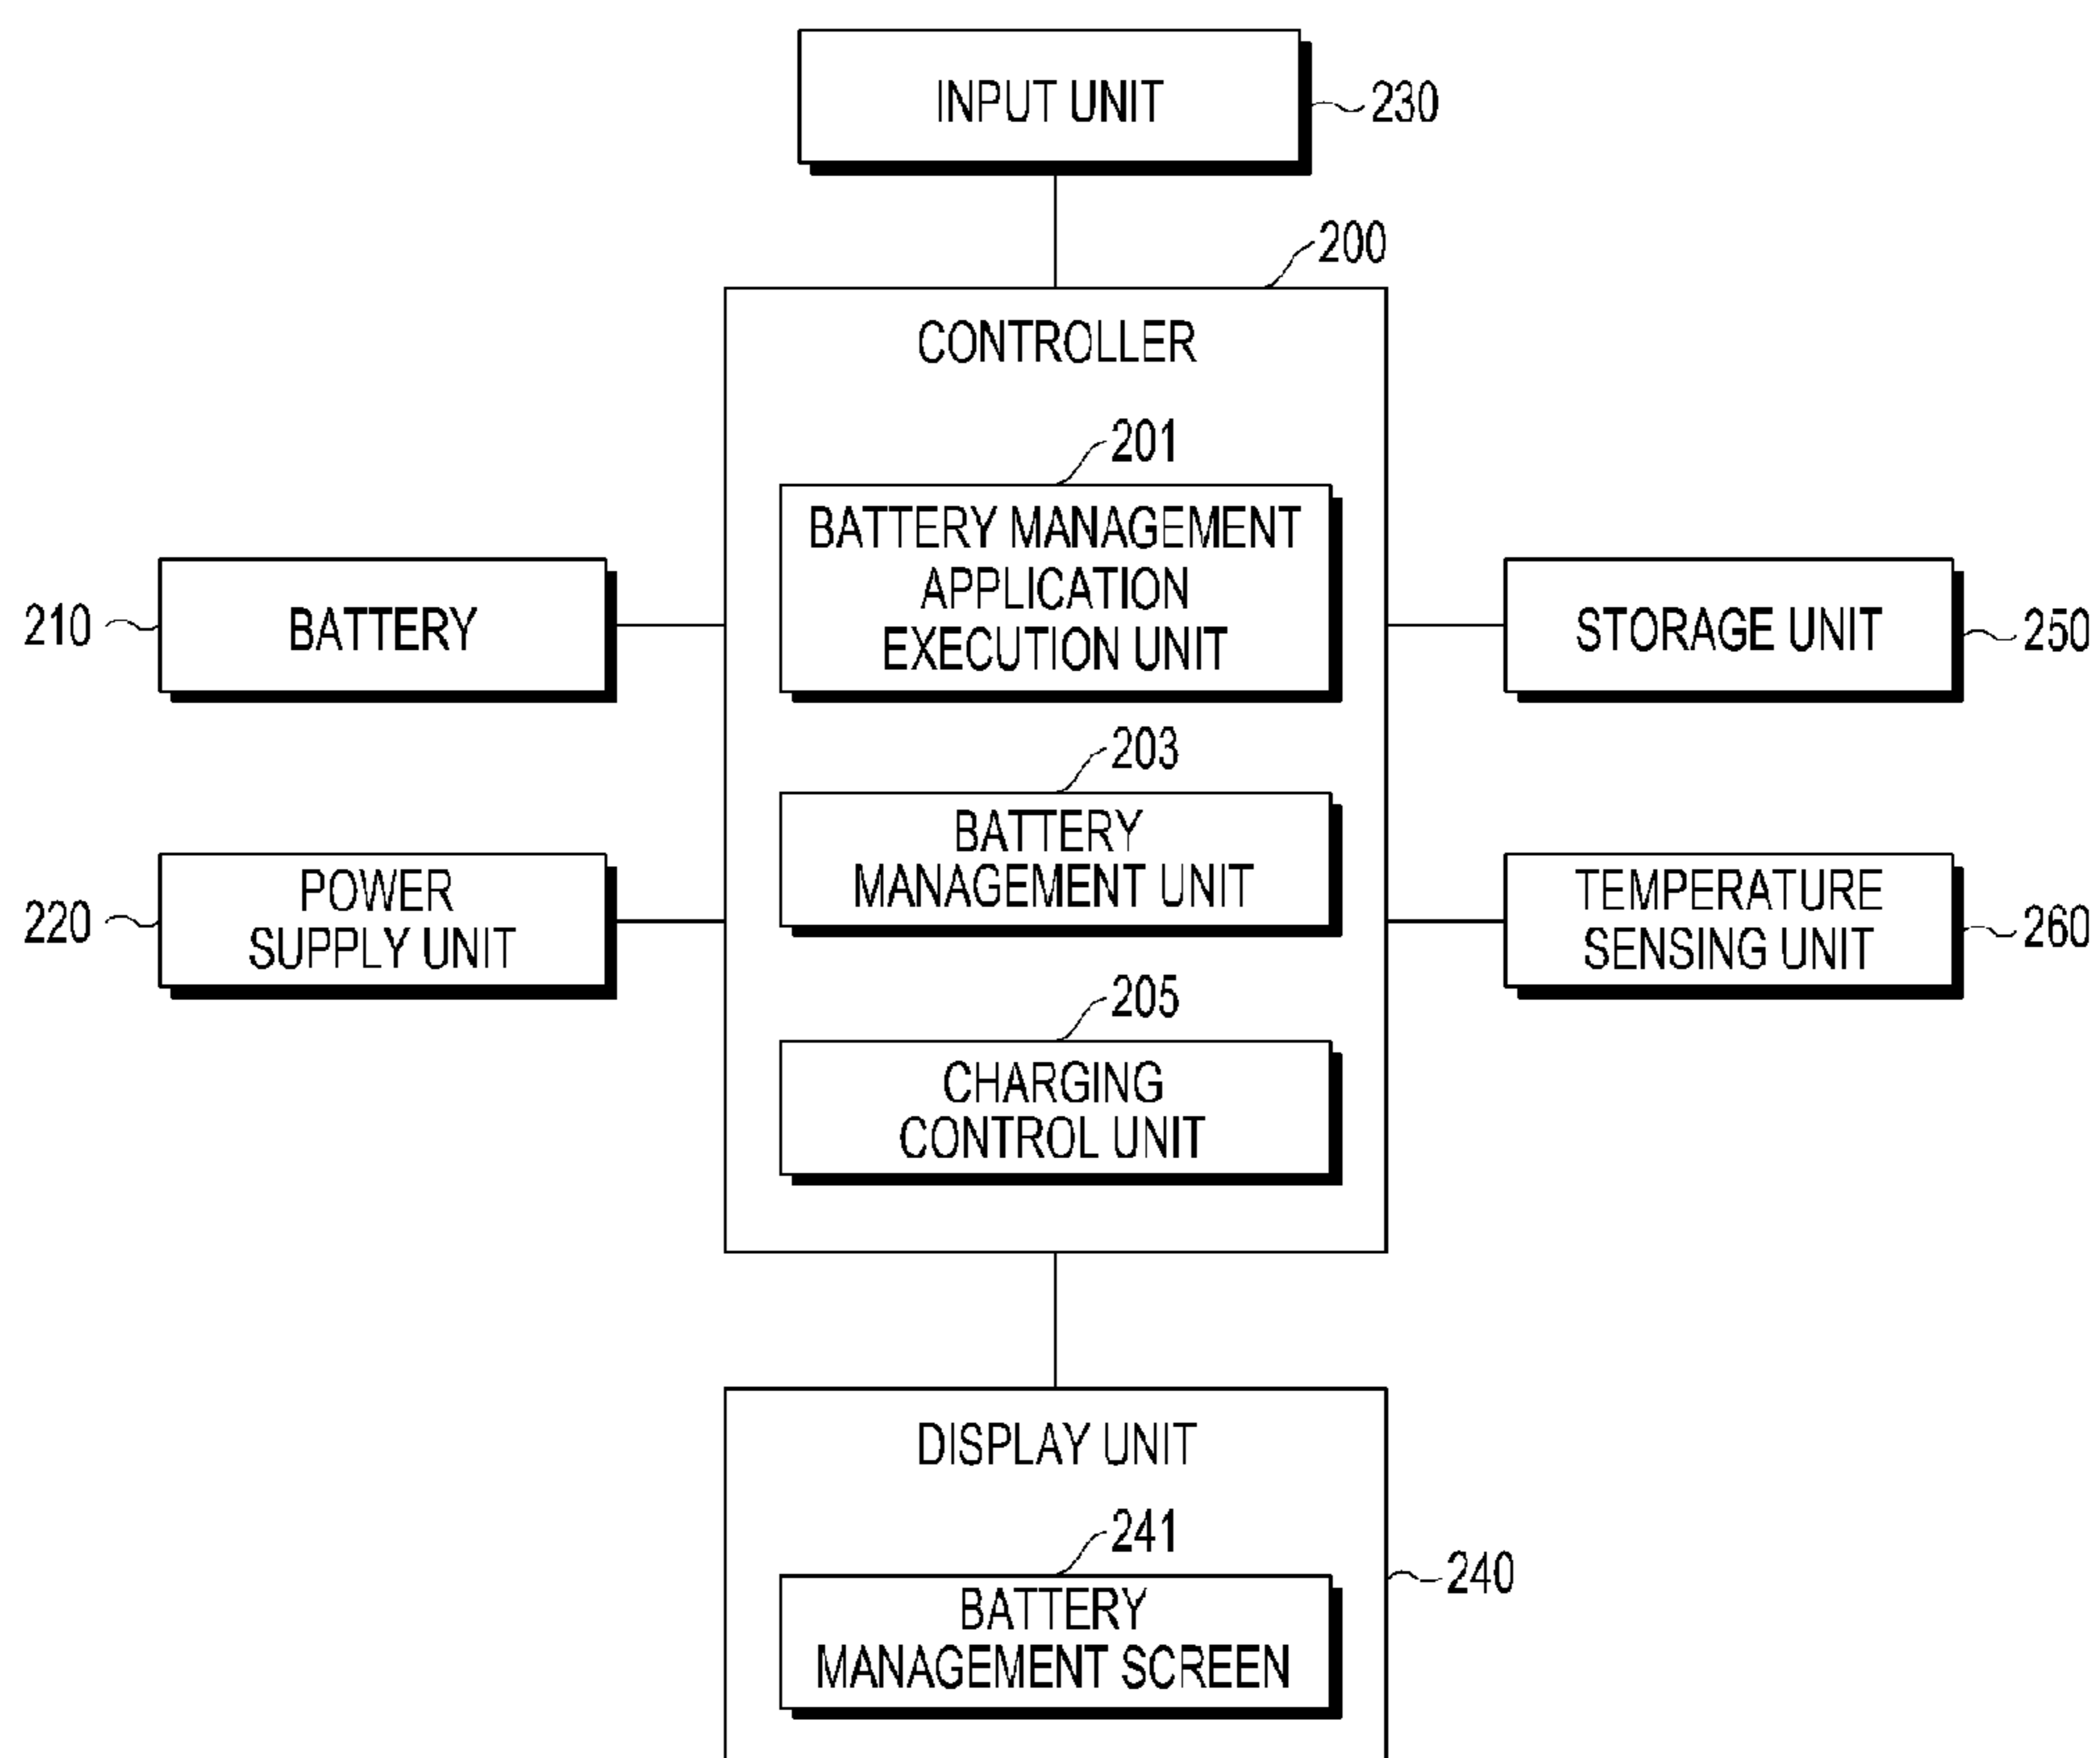 INPUT UNIT
230
200
CONTROLLER
201
BATTERY MANAGEMENT
APPLICATION
EXECUTION UNIT
210
BATTERY
STORAGE UNIT
250
203
BATTERY
MANAGEMENT UNIT
220
POWER
SUPPLY UNIT
TEMPERATURE
SENSING UNIT
260
205
CHARGING
CONTROL UNIT
DISPLAY UNIT
241
240
BATTERY
MANAGEMENT SCREEN